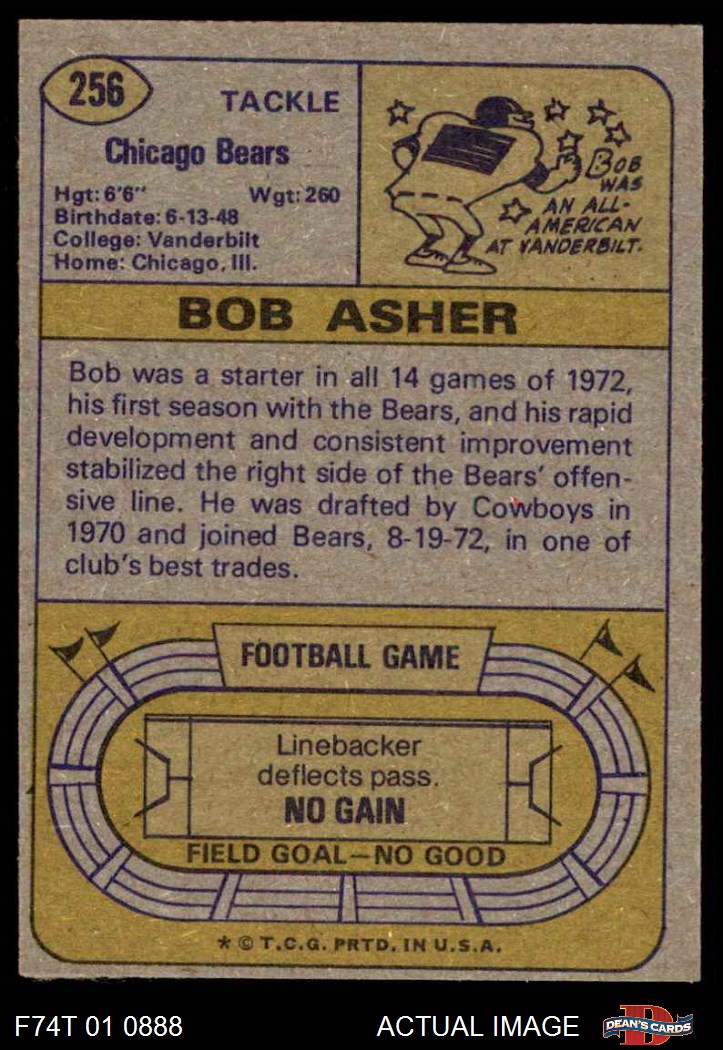 256
TACKLE
Chicago Bears
Hgt: 6'6" Wgt: 260
Birthdate: 6-13-48
College: Vanderbilt
Home: Chicago, Ill.
BOB
WAS
AN ALL-
AMERICAN
AT VANDERBILT.
BOB ASHER
Bob was a starter in all 14 games of 1972,
his first season with the Bears, and his rapid
development and consistent improvement
stabilized the right side of the Bears' offen-
sive line. He was drafted by Cowboys in
1970 and joined Bears, 8-19-72, in one of
club's best trades.
FOOTBALL GAME
Linebacker
deflects pass.
NO GAIN
FIELD GOAL—NO GOOD
* © T.C.G. PRTD. IN U.S.A.
F74T 01 0888 ACTUAL IMAGE
D
DEAN'S CARDS